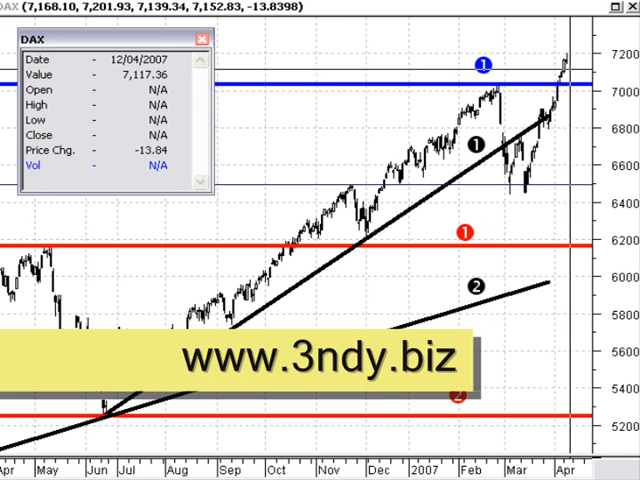 DAX (7,168.10, 7,201.93, 7,139.34, 7,152.83, -13.8398)
DAX
Date - 12/04/2007
Value - 7,117.36
Open - N/A
High - N/A
Low - N/A
Close - N/A
Price Chg. - -13.84
Vol - N/A
1
1
1
2
2
www.3ndy.biz
7200
7000
6800
6600
6400
6200
6000
5800
5600
5400
5200
Apr May Jun Jul Aug Sep Oct Nov Dec 2007 Feb Mar Apr